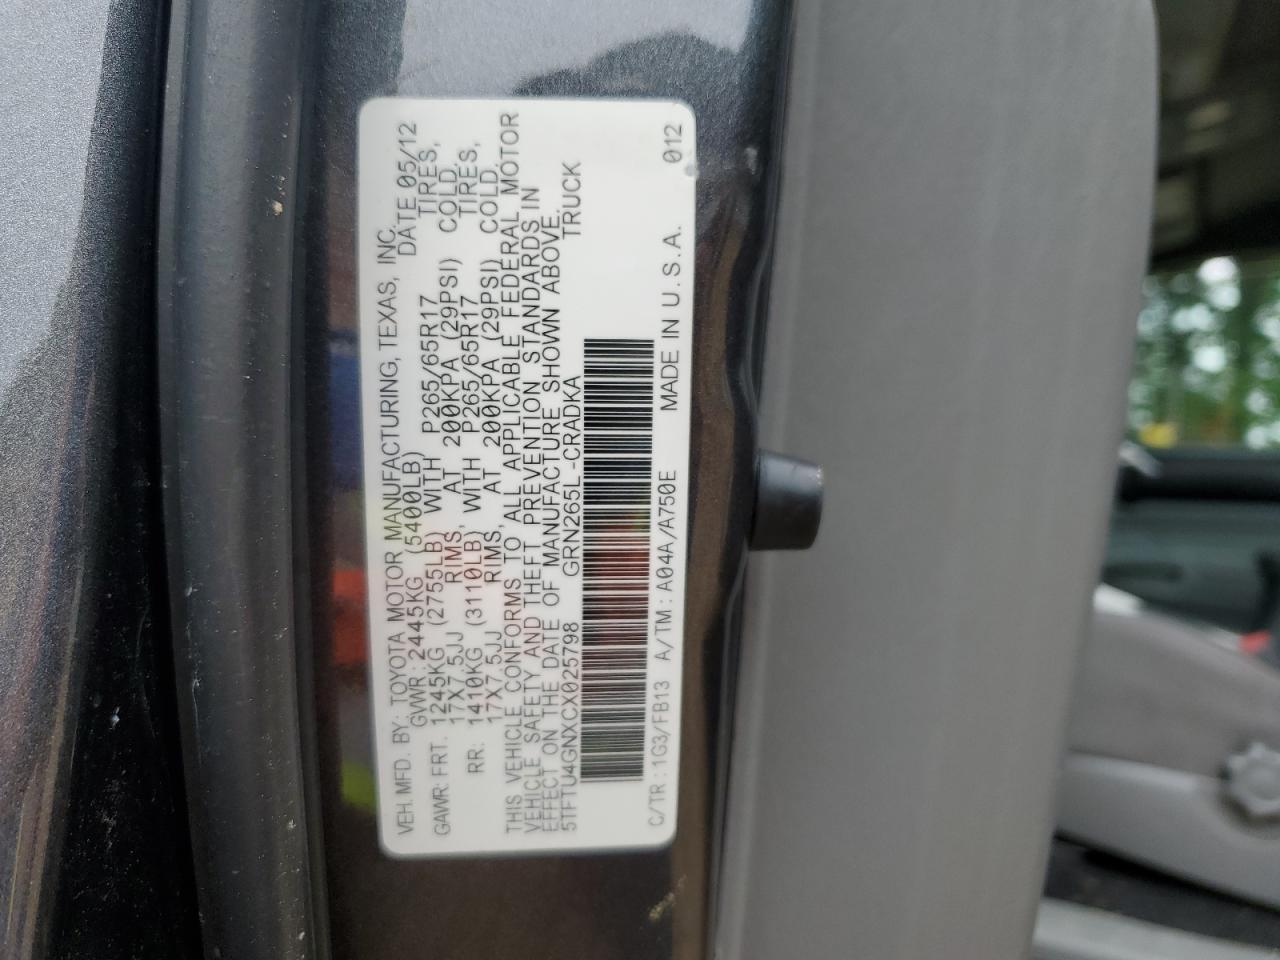 VEH. MFD. BY: TOYOTA MOTOR MANUFACTURING, TEXAS, INC.
GVWR: 2445KG (5400LB) DATE 05/12
GAWR: FRT. 1245KG (2755LB) WITH P265/65R17 TIRES,
17X7.5JJ RIMS, AT 200KPA (29PSI) COLD.
RR: 1410KG (3110LB) WITH P265/65R17 TIRES,
17X7.5JJ RIMS, AT 200KPA (29PSI) COLD.
THIS VEHICLE CONFORMS TO ALL APPLICABLE FEDERAL MOTOR
VEHICLE SAFETY AND THEFT PREVENTION STANDARDS IN
EFFECT ON THE DATE OF MANUFACTURE SHOWN ABOVE.
5TFTU4GNXCX025798 GRN265L-CRADKA TRUCK
C/TR: 1G3/FB13 A/TM: A04A/A750E MADE IN U.S.A. 012